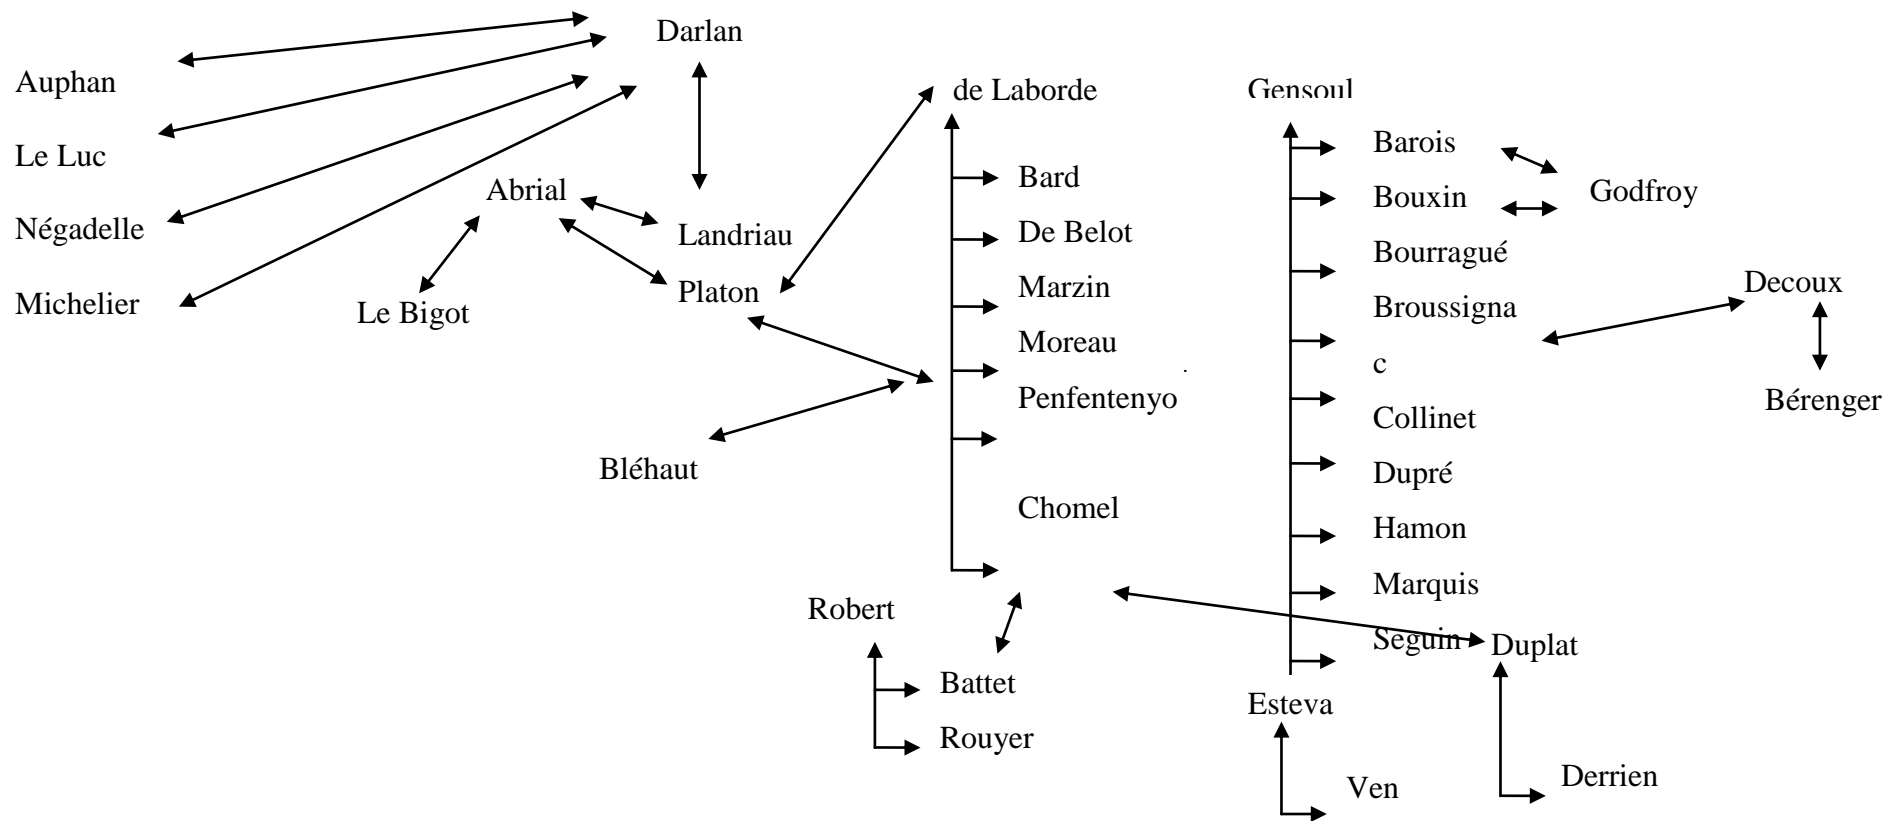 Darlan
Auphan
Le Luc
Négadelle
Michelier
Abrial
Landriau
Platon
Le Bigot
Bléhaut
de Laborde
Bard
De Belot
Marzin
Moreau
Penfentenyo
Chomel
Robert
Battet
Rouyer
Gensoul
Barois
Bouxin
Bourragué
Broussigna
c
Collinet
Dupré
Hamon
Marquis
Seguin
Godfroy
Decoux
Bérenger
Duplat
Derrien
Esteva
Ven